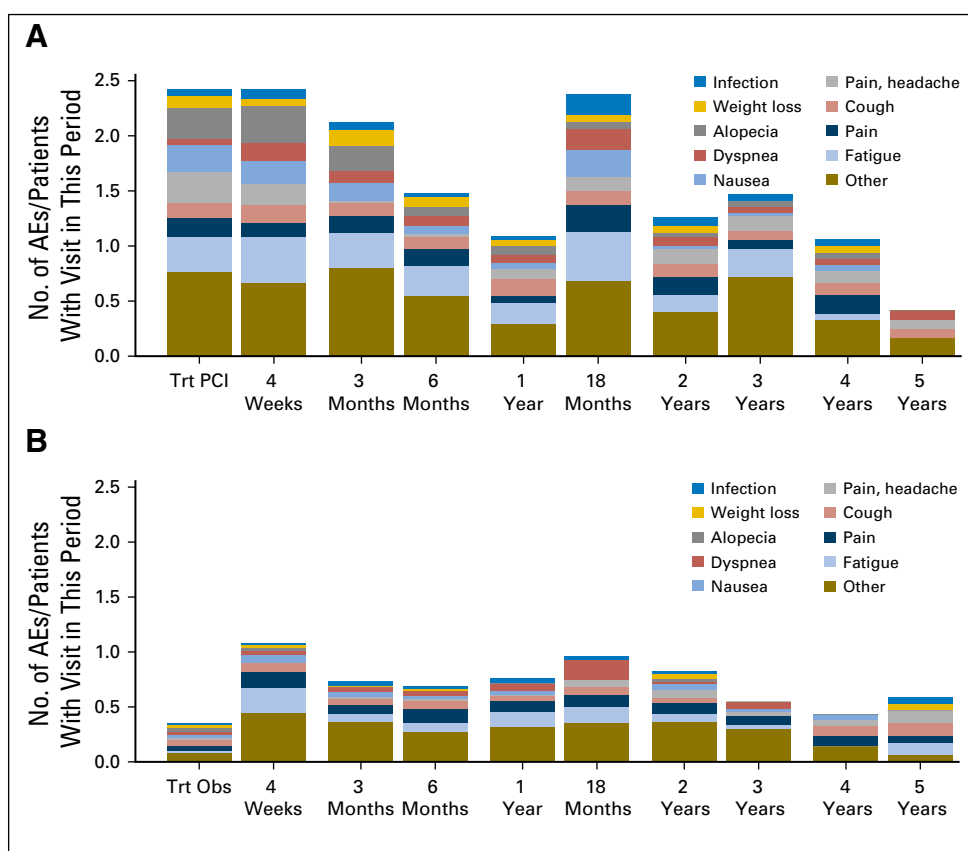 A
No. of AEs/Patients
With Visit in This Period
2.5
2.0
1.5
1.0
0.5
0.0
Infection
Weight loss
Alopecia
Dyspnea
Nausea
Pain, headache
Cough
Pain
Fatigue
Other
Trt PCI
4
Weeks
3
Months
6
Months
1
Year
18
Months
2
Years
3
Years
4
Years
5
Years
B
No. of AEs/Patients
With Visit in This Period
2.5
2.0
1.5
1.0
0.5
0.0
Infection
Weight loss
Alopecia
Dyspnea
Nausea
Pain, headache
Cough
Pain
Fatigue
Other
Trt Obs
4
Weeks
3
Months
6
Months
1
Year
18
Months
2
Years
3
Years
4
Years
5
Years